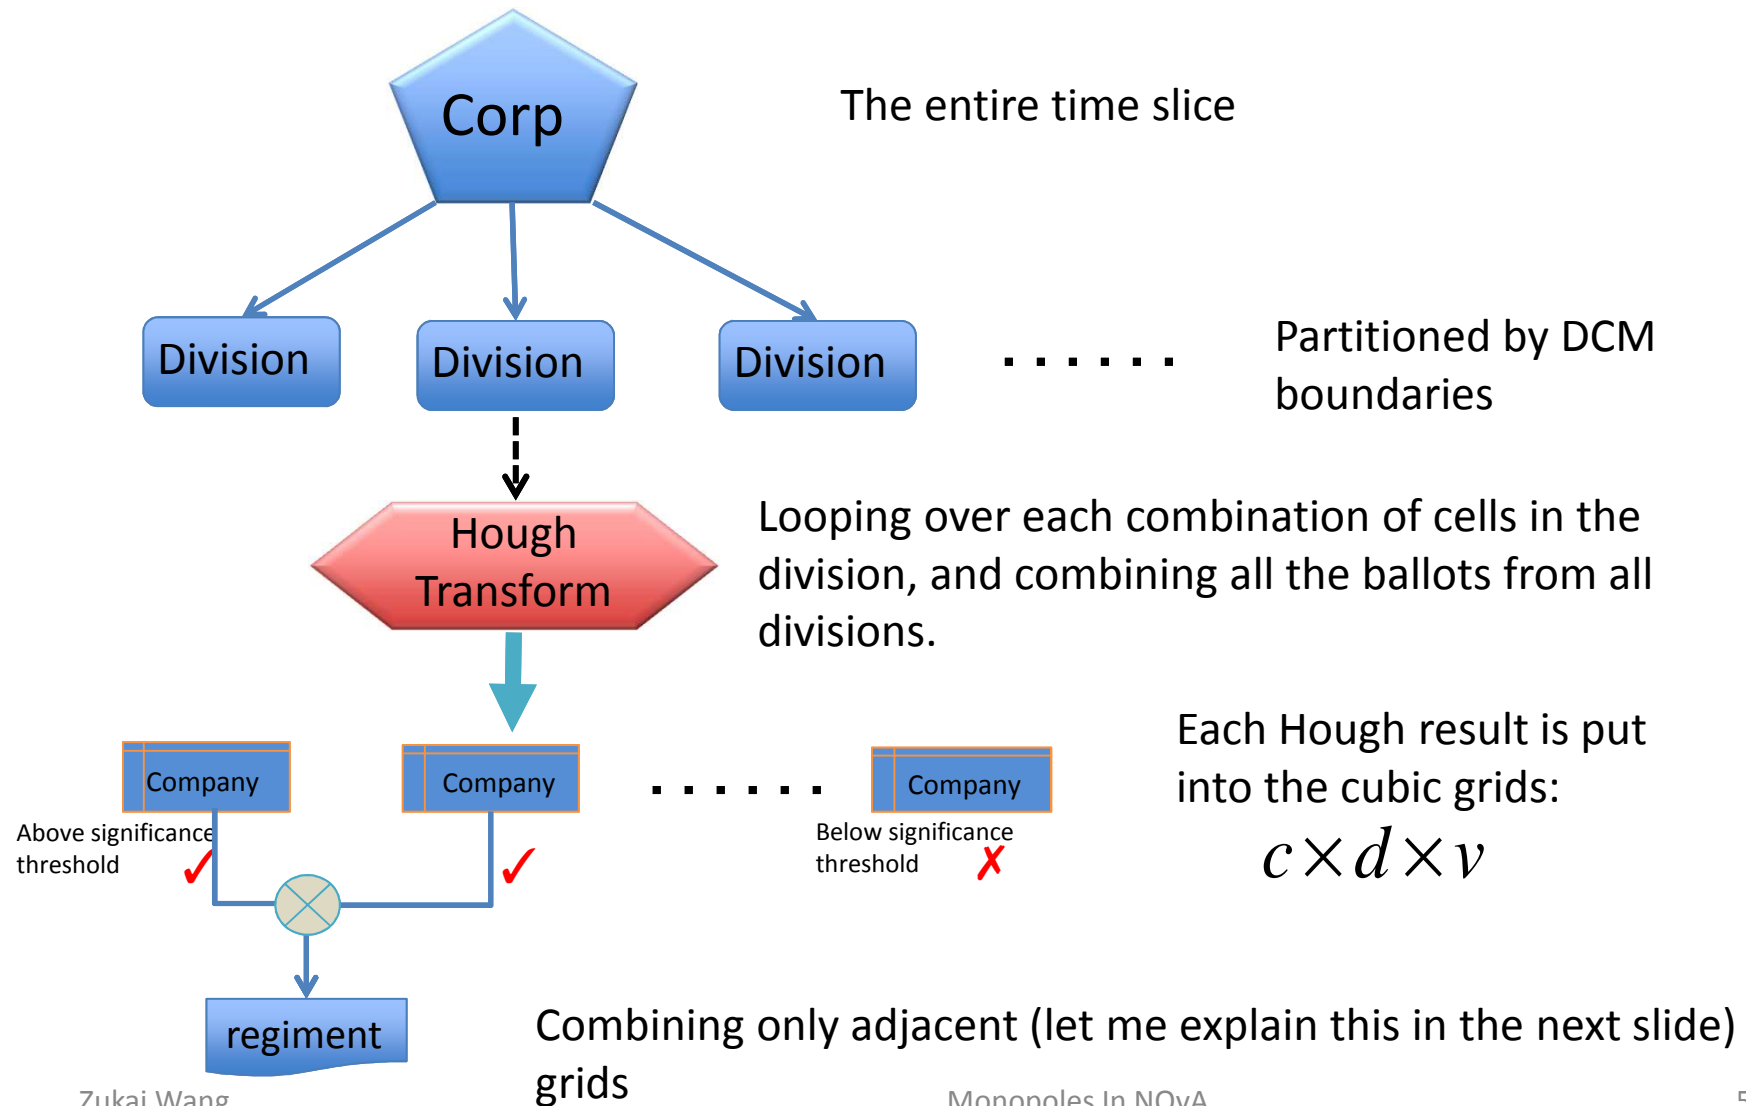 Corp
The entire time slice
Division
Division
Division
......
Partitioned by DCM
boundaries
Hough
Transform
Looping over each combination of cells in the
division, and combining all the ballots from all
divisions.
Company
Company
......
Company
Each Hough result is put
into the cubic grids:
c×d×v
Above significance
threshold
✓
✓
Below significance
threshold
✗
regiment
Combining only adjacent (let me explain this in the next slide)
grids
Zukai Wang
Monopoles In NOvA
5